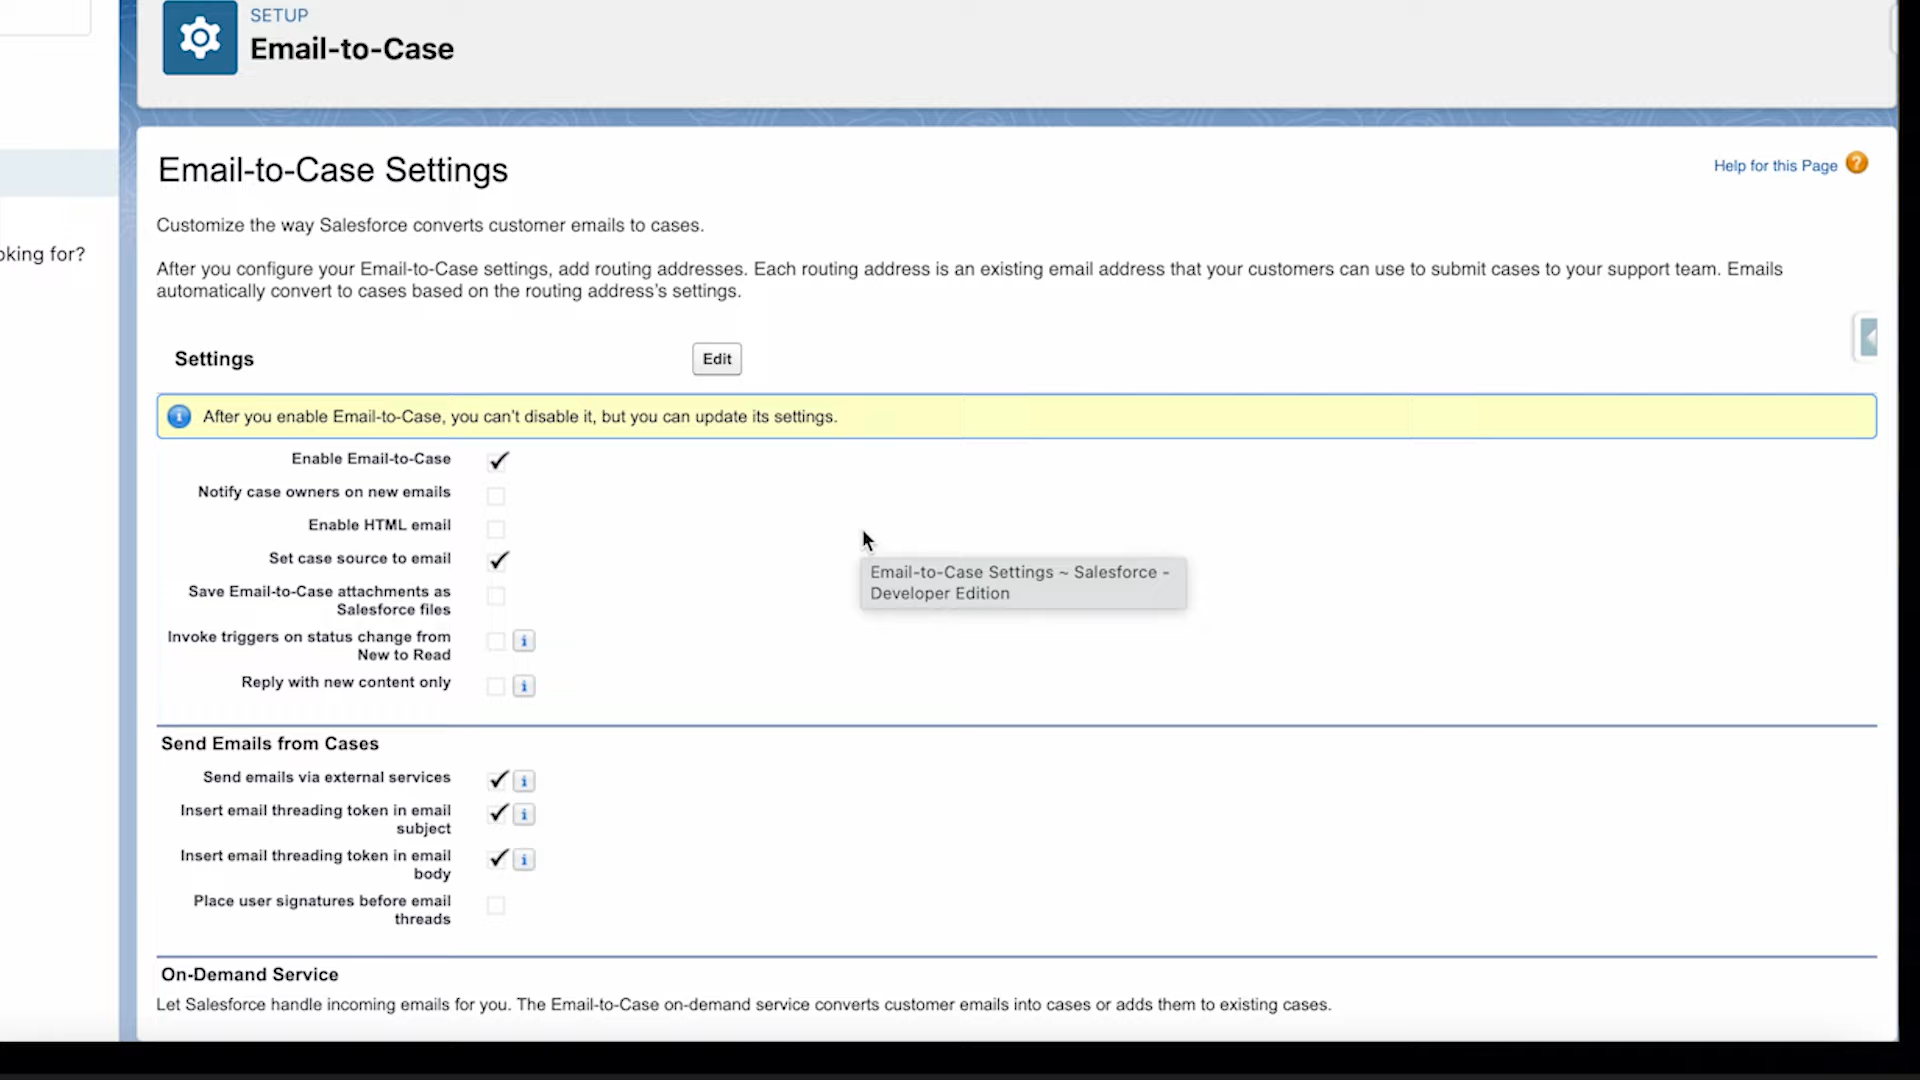 SETUP
Email-to-Case
Email-to-Case Settings
Help for this Page ?
oking for?
Customize the way Salesforce converts customer emails to cases.
After you configure your Email-to-Case settings, add routing addresses. Each routing address is an existing email address that your customers can use to submit cases to your support team. Emails
automatically convert to cases based on the routing address’s settings.
Settings
Edit
i After you enable Email-to-Case, you can’t disable it, but you can update its settings.
Enable Email-to-Case
Notify case owners on new emails
Enable HTML email
Set case source to email
Email-to-Case Settings ~ Salesforce -
Developer Edition
Save Email-to-Case attachments as
Salesforce files
Invoke triggers on status change from
New to Read
i
Reply with new content only
i
Send Emails from Cases
Send emails via external services
i
Insert email threading token in email
subject
i
Insert email threading token in email
body
i
Place user signatures before email
threads
On-Demand Service
Let Salesforce handle incoming emails for you. The Email-to-Case on-demand service converts customer emails into cases or adds them to existing cases.